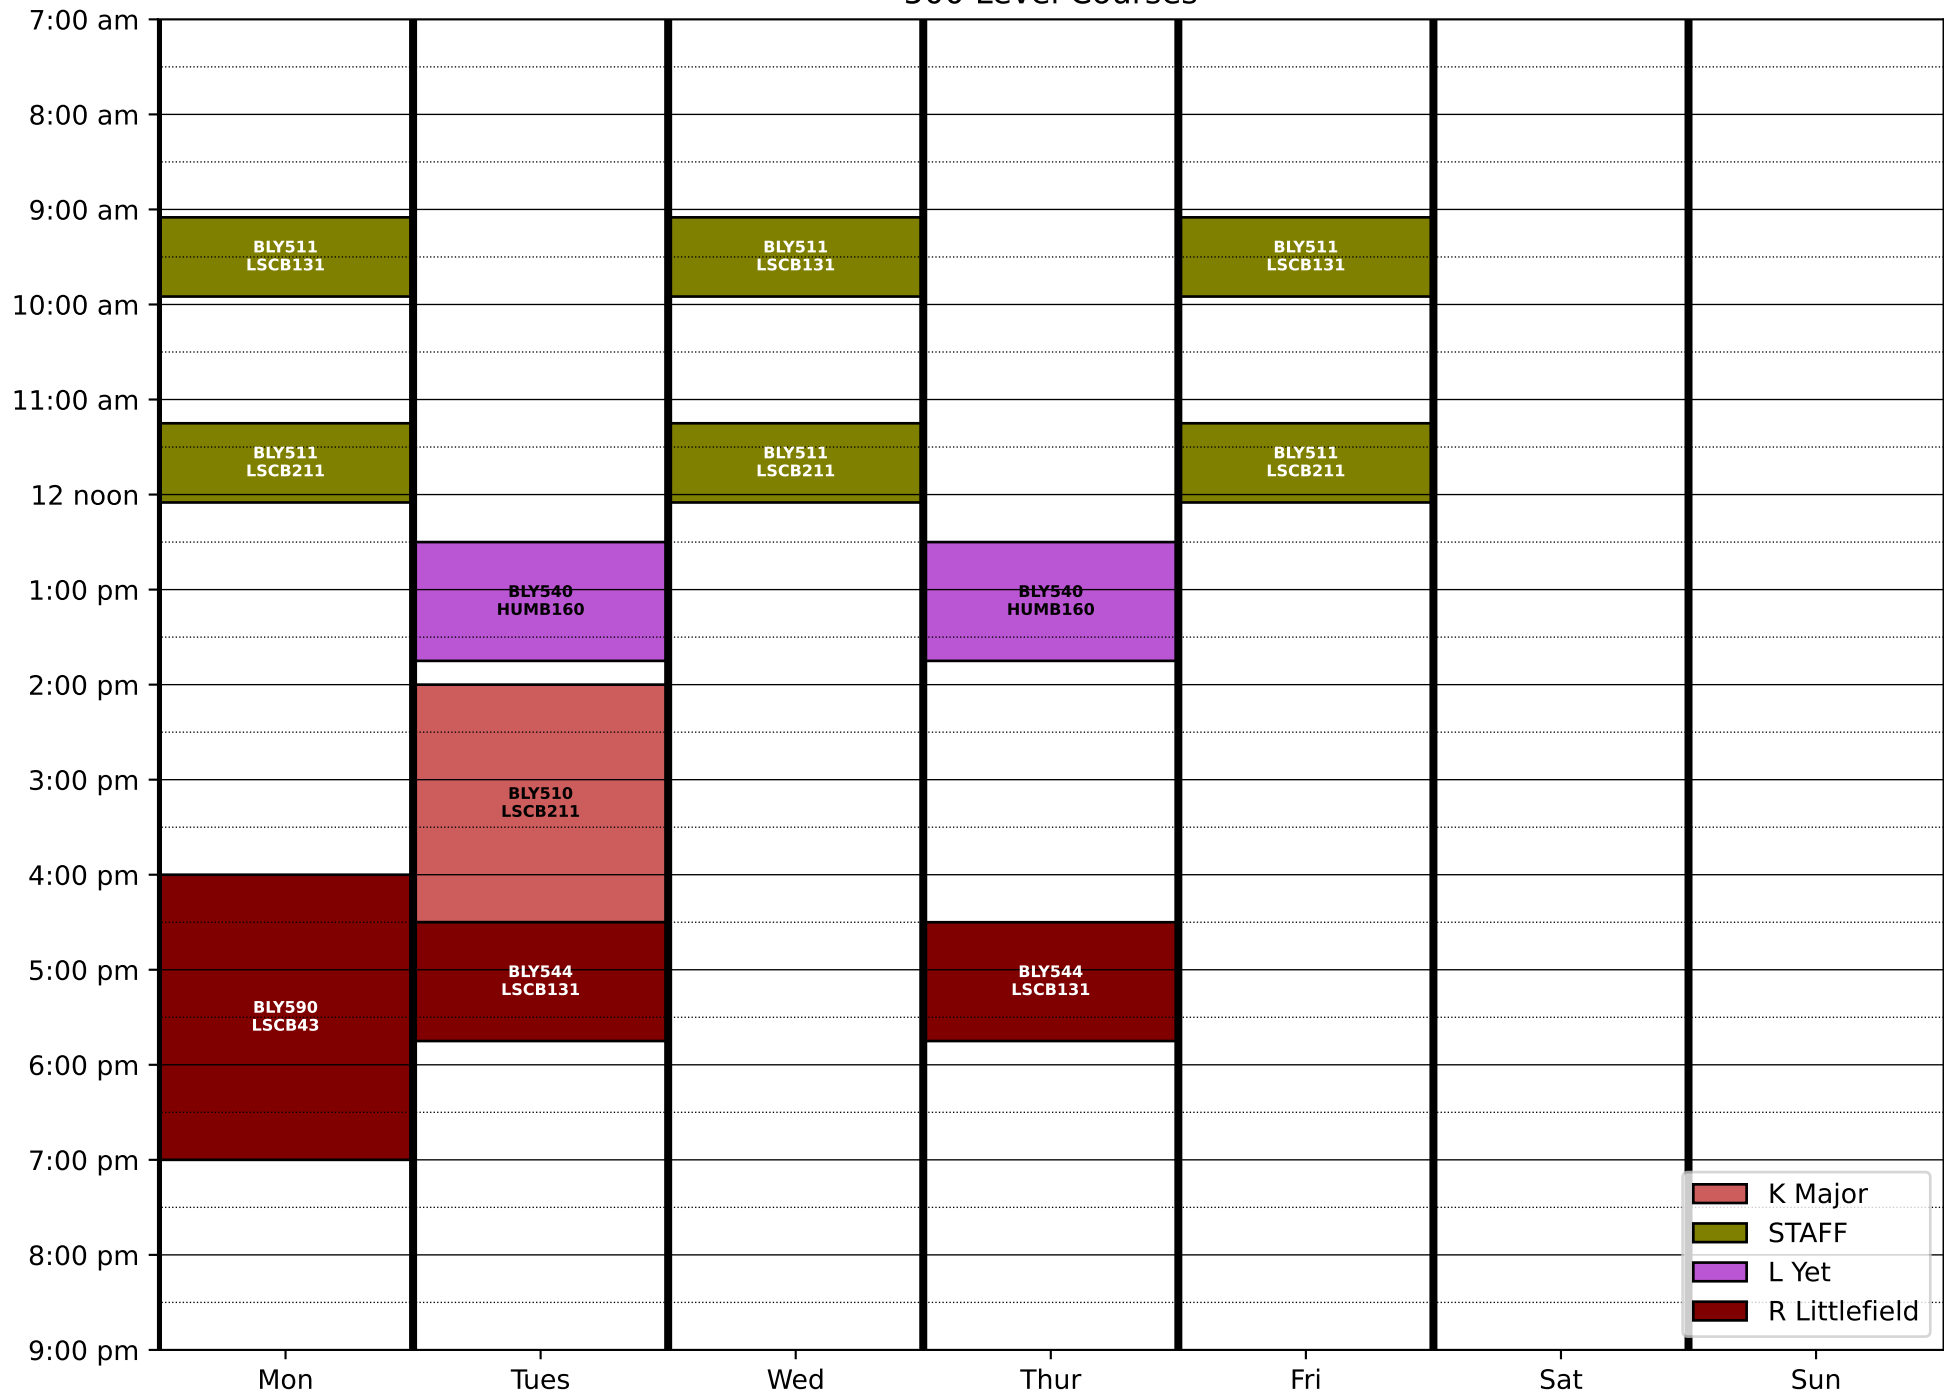 7:00 am
8:00 am
9:00 am
10:00 am
11:00 am
12 noon
1:00 pm
2:00 pm
3:00 pm
4:00 pm
5:00 pm
6:00 pm
7:00 pm
8:00 pm
9:00 pm
BLY511
LSCB131
BLY511
LSCB131
BLY511
LSCB131
BLY511
LSCB211
BLY511
LSCB211
BLY511
LSCB211
BLY540
HUMB160
BLY540
HUMB160
BLY510
LSCB211
BLY544
LSCB131
BLY544
LSCB131
BLY590
LSCB43
K Major
STAFF
L Yet
R Littlefield
Mon
Tues
Wed
Thur
Fri
Sat
Sun